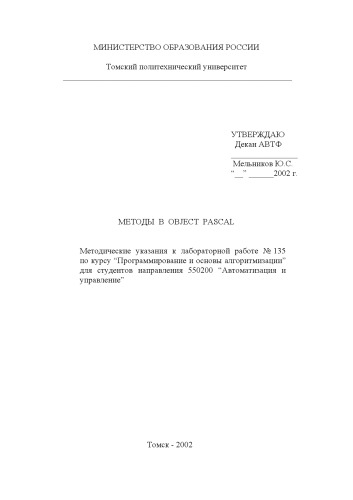 МИНИСТЕРСТВО ОБРАЗОВАНИЯ РОССИИ
Томский политехнический университет
УТВЕРЖДАЮ
Декан АВТФ
Мельников Ю.С.
“__” ______2002 г.
МЕТОДЫ В OBJECT PASCAL
Методические указания к лабораторной работе № 135
по курсу “Программирование и основы алгоритмизации”
для студентов направления 550200 “Автоматизация и
управление”
Томск - 2002